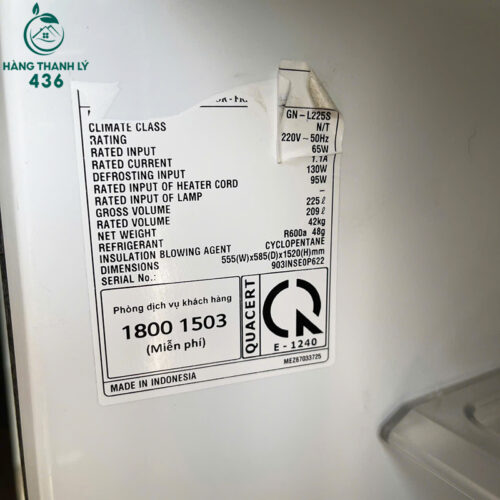 HÀNG THANH LÝ
436
GN-L225S
CLIMATE CLASS N/T
RATING 220V~50Hz
RATED INPUT 65W
RATED CURRENT 1.1A
DEFROSTING INPUT 130W
RATED INPUT OF HEATER CORD 95W
RATED INPUT OF LAMP –
GROSS VOLUME 225ℓ
RATED VOLUME 209ℓ
NET WEIGHT 42kg
REFRIGERANT R600a 48g
INSULATION BLOWING AGENT CYCLOPENTANE
DIMENSIONS 555(W)x585(D)x1520(H)mm
SERIAL No.: 903INSE0P622
Phòng dịch vụ khách hàng
1800 1503
(Miễn phí)
QUACERT
E - 1240
MEZ67033725
MADE IN INDONESIA